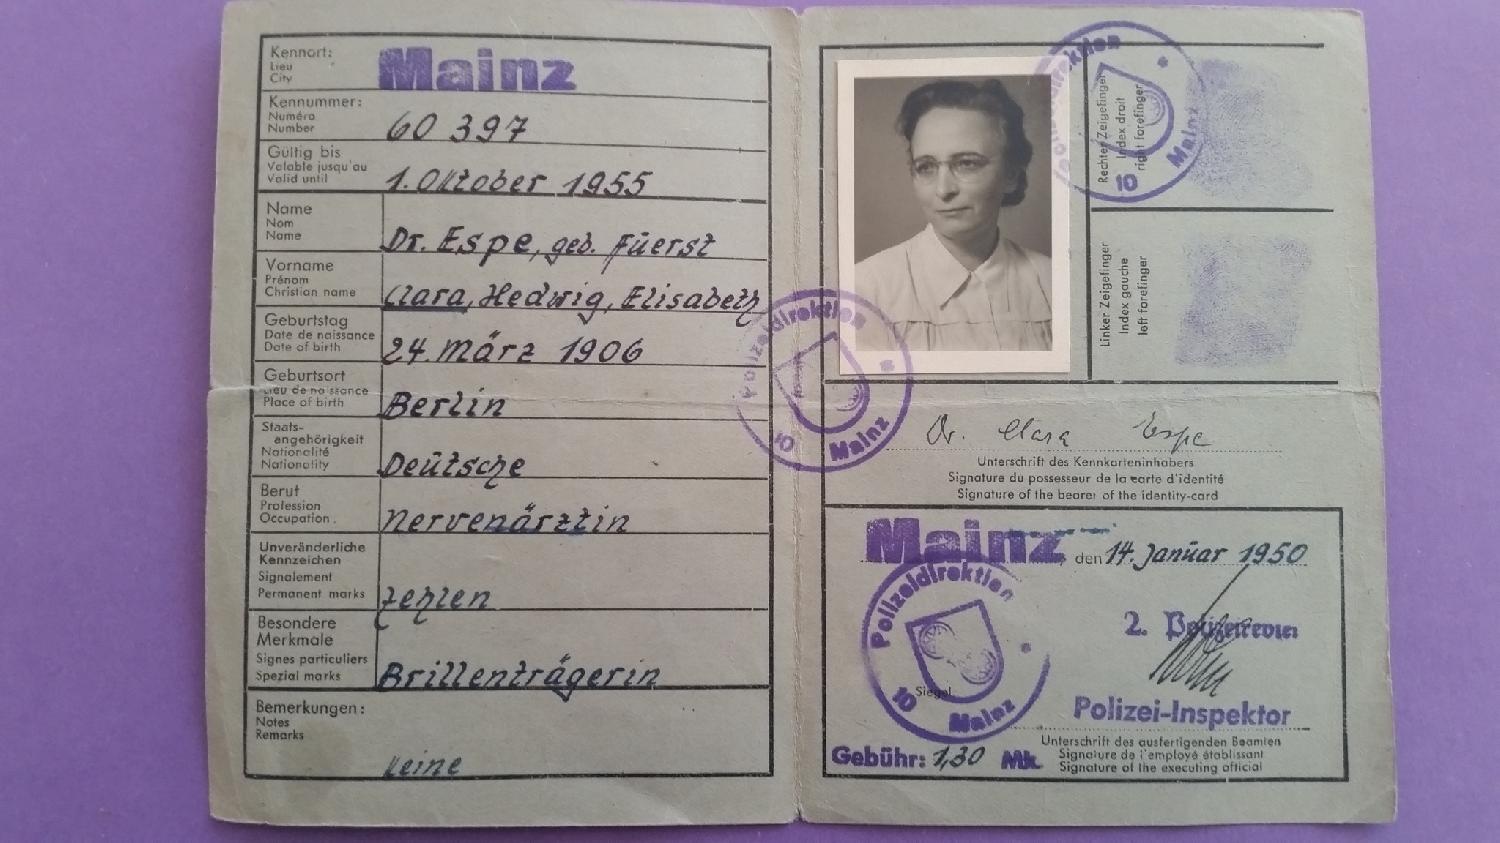 Kennort:
Lieu
City
Mainz
Kennummer:
Numéro
Number
60 397
Gültig bis
Valable jusqu'au
Valid until
1. Oktober 1955
Name
Nom
Name
Dr. Espe, geb. Füerst
Vorname
Prénom
Christian name
Clara, Hedwig, Elisabeth
Geburtstag
Date de naissance
Date of birth
24. März 1906
Geburtsort
Lieu de naissance
Place of birth
Berlin
Staats-
angehörigkeit
Nationalité
Nationality
Deutsche
Beruf
Profession
Occupation
Nervenärztin
Unveränderliche
Kennzeichen
Signalement
Permanent marks
fehlen
Besondere
Merkmale
Signes particuliers
Spezial marks
Brillenträgerin
Bemerkungen:
Notes
Remarks
keine
Polizeidirektion
Mainz
10
Rechter Zeigefinger
Index droit
right forefinger
Linker Zeigefinger
Index gauche
left forefinger
Polizeidirektion
Mainz
10
Dr. Clara Espe
Unterschrift des Kennkarteninhabers
Signature du possesseur de la carte d'identité
Signature of the bearer of the identity-card
Mainz, den 14. Januar 1950
Polizeidirektion
Mainz
10
Siegel
2. Polizeirevier
Polizei-Inspektor
Gebühr: 1,30 Mk.
Unterschrift des ausfertigenden Beamten
Signature de l'employé établissant
Signature of the executing official